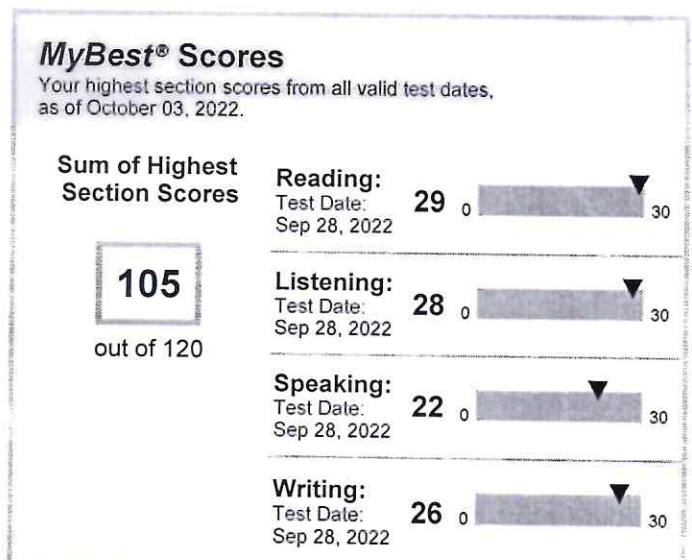 MyBest® Scores
Your highest section scores from all valid test dates,
as of October 03, 2022.
Sum of Highest
Section Scores
105
out of 120
Reading:
Test Date:
Sep 28, 2022
29
0
30
Listening:
Test Date:
Sep 28, 2022
28
0
30
Speaking:
Test Date:
Sep 28, 2022
22
0
30
Writing:
Test Date:
Sep 28, 2022
26
0
30